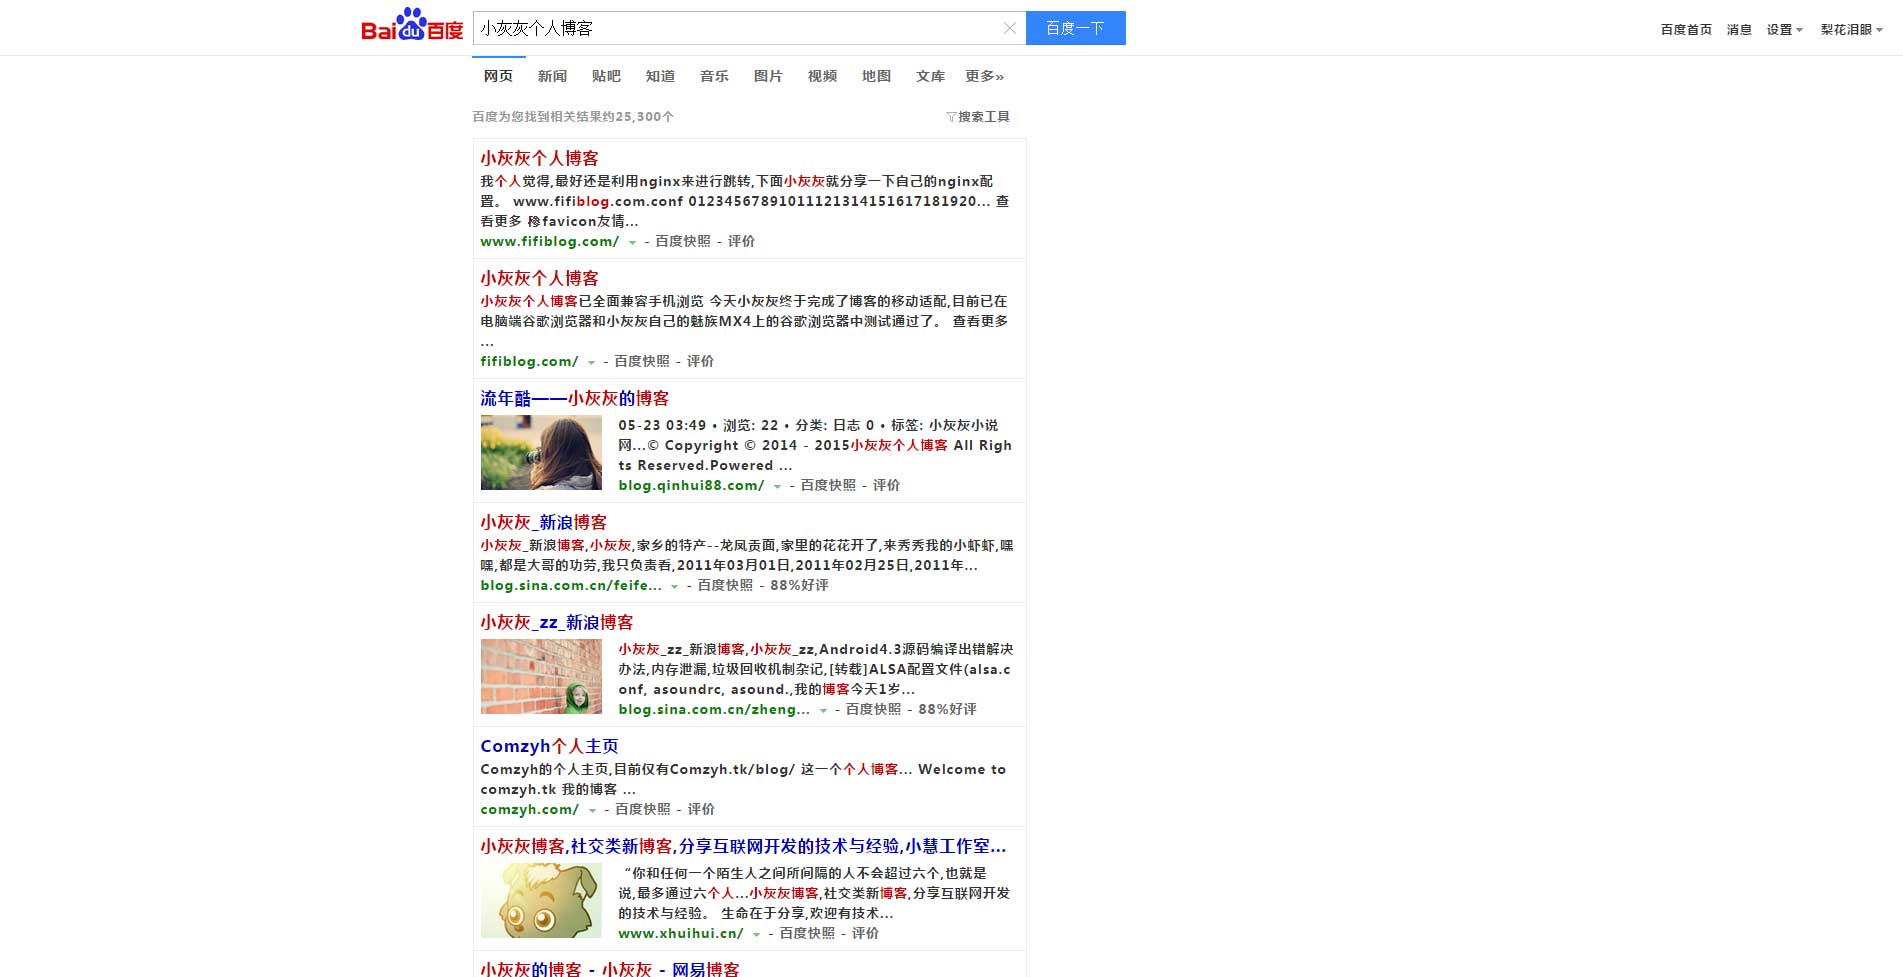 Bai du 百度
小灰灰个人博客
百度一下
百度首页 消息 设置 梨花泪眼
网页 新闻 贴吧 知道 音乐 图片 视频 地图 文库 更多»
百度为您找到相关结果约25,300个
搜索工具
小灰灰个人博客
我个人觉得,最好还是利用nginx来进行跳转,下面小灰灰就分享一下自己的nginx配
置。 www.fifiblog.com.conf 01234567891011121314151617181920... 查
看更多 移favicon友情...
www.fifiblog.com/ - 百度快照 - 评价
小灰灰个人博客
小灰灰个人博客已全面兼容手机浏览 今天小灰灰终于完成了博客的移动适配,目前已在
电脑端谷歌浏览器和小灰灰自己的魅族MX4上的谷歌浏览器中测试通过了。 查看更多
...
fifiblog.com/ - 百度快照 - 评价
流年酷——小灰灰的博客
05-23 03:49 • 浏览: 22 • 分类: 日志 0 • 标签: 小灰灰小说
网...© Copyright © 2014 - 2015小灰灰个人博客 All Righ
ts Reserved.Powered ...
blog.qinhui88.com/ - 百度快照 - 评价
小灰灰_新浪博客
小灰灰_新浪博客,小灰灰,家乡的特产--龙凤贡面,家里的花花开了,来秀秀我的小虾虾,嘿
嘿,都是大哥的功劳,我只负责看,2011年03月01日,2011年02月25日,2011年...
blog.sina.com.cn/feife... - 百度快照 - 88%好评
小灰灰_zz_新浪博客
小灰灰_zz_新浪博客,小灰灰_zz,Android4.3源码编译出错解决
办法,内存泄漏,垃圾回收机制杂记,[转载]ALSA配置文件(alsa.c
onf, asoundrc, asound.,我的博客今天1岁...
blog.sina.com.cn/zheng... - 百度快照 - 88%好评
Comzyh个人主页
Comzyh的个人主页,目前仅有Comzyh.tk/blog/ 这一个个人博客... Welcome to
comzyh.tk 我的博客 ...
comzyh.com/ - 百度快照 - 评价
小灰灰博客,社交类新博客,分享互联网开发的技术与经验,小慧工作室...
“你和任何一个陌生人之间所间隔的人不会超过六个,也就是
说,最多通过六个人...小灰灰博客,社交类新博客,分享互联网开发
的技术与经验。 生命在于分享,欢迎有技术...
www.xhuihui.cn/ - 百度快照 - 评价
小灰灰的博客 - 小灰灰 - 网易博客